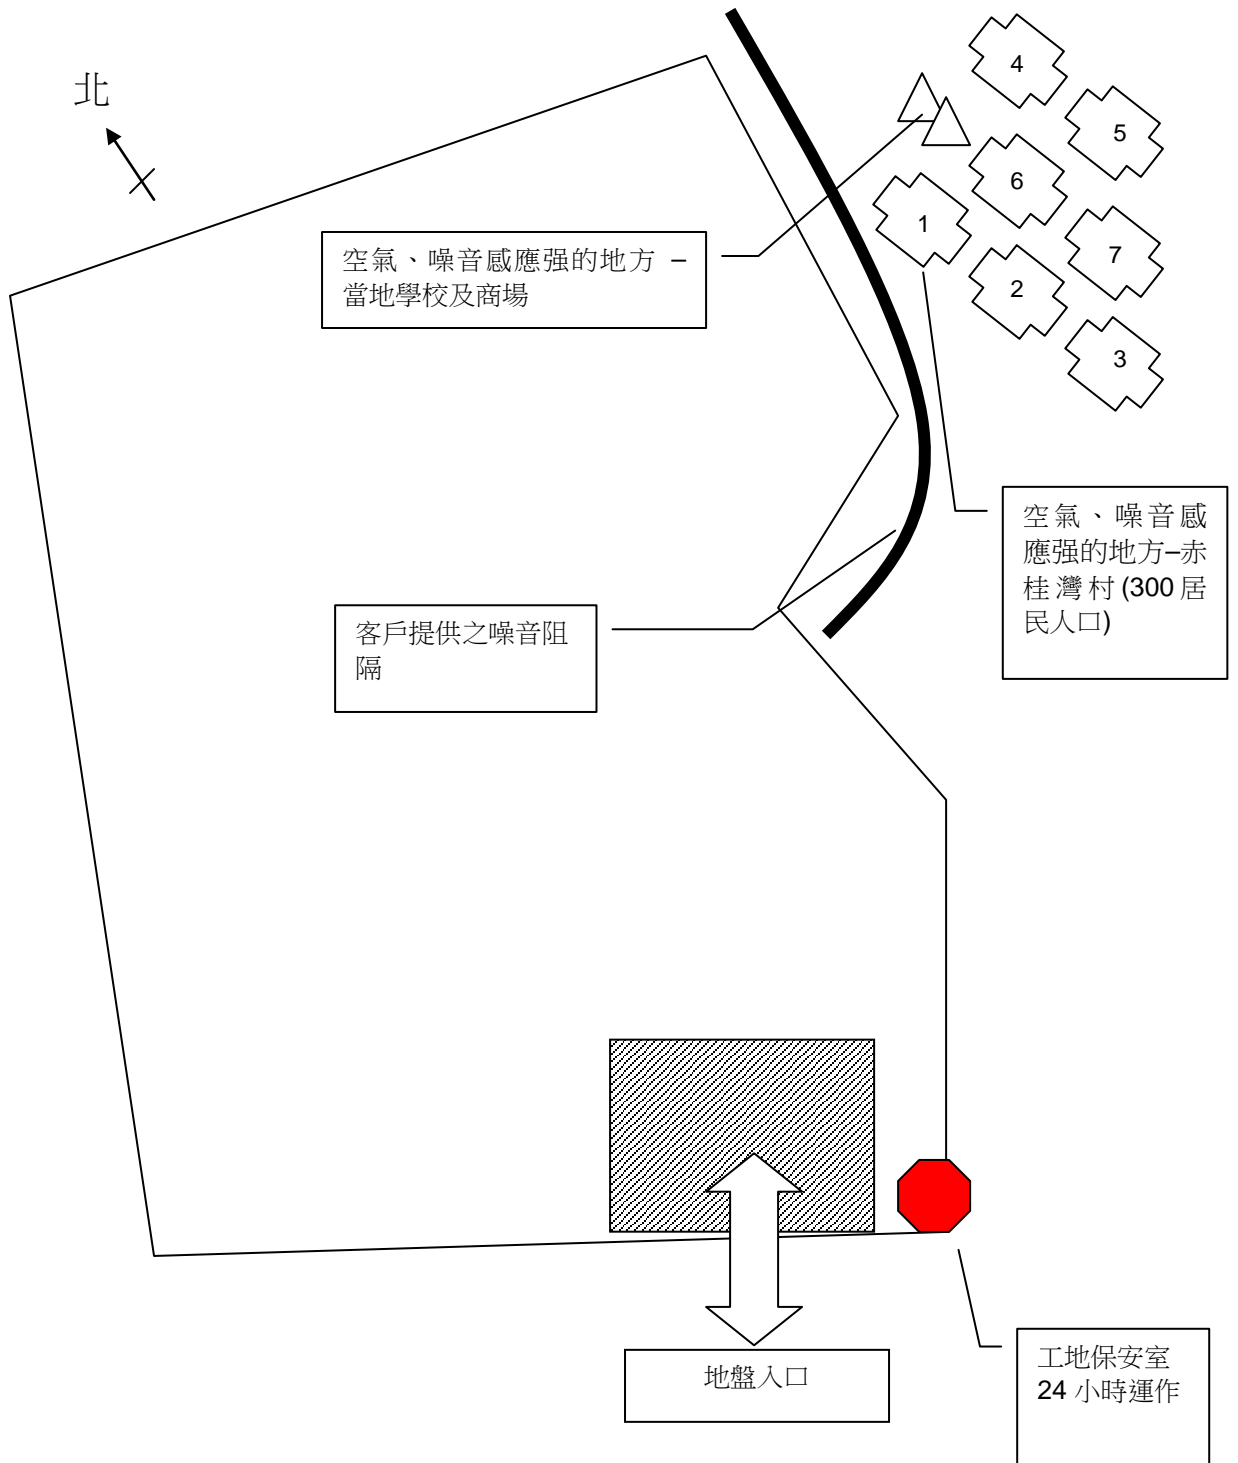 4
北
5
6
1
空氣、噪音感應强的地方 –
當地學校及商場
7
2
3
空氣、噪音感
應强的地方–赤
桂灣村(300 居
民人口)
客戶提供之噪音阻
隔
工地保安室
24 小時運作
地盤入口